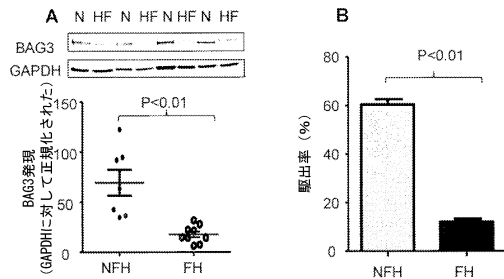 A
N HF N HF N HF N HF
BAG3
GAPDH
P<0.01
150
100
50
0
BAG3発現
(GAPDHに対して正規化された)
NFH FH
B
P<0.01
80
60
40
20
0
駆出率 (%)
NFH FH